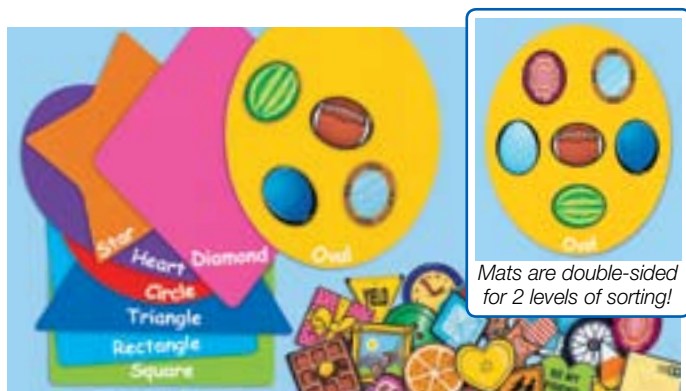 Star
Heart
Diamond
Oval
Circle
Triangle
Rectangle
Square
Oval
Mats are double-sided
for 2 levels of sorting!